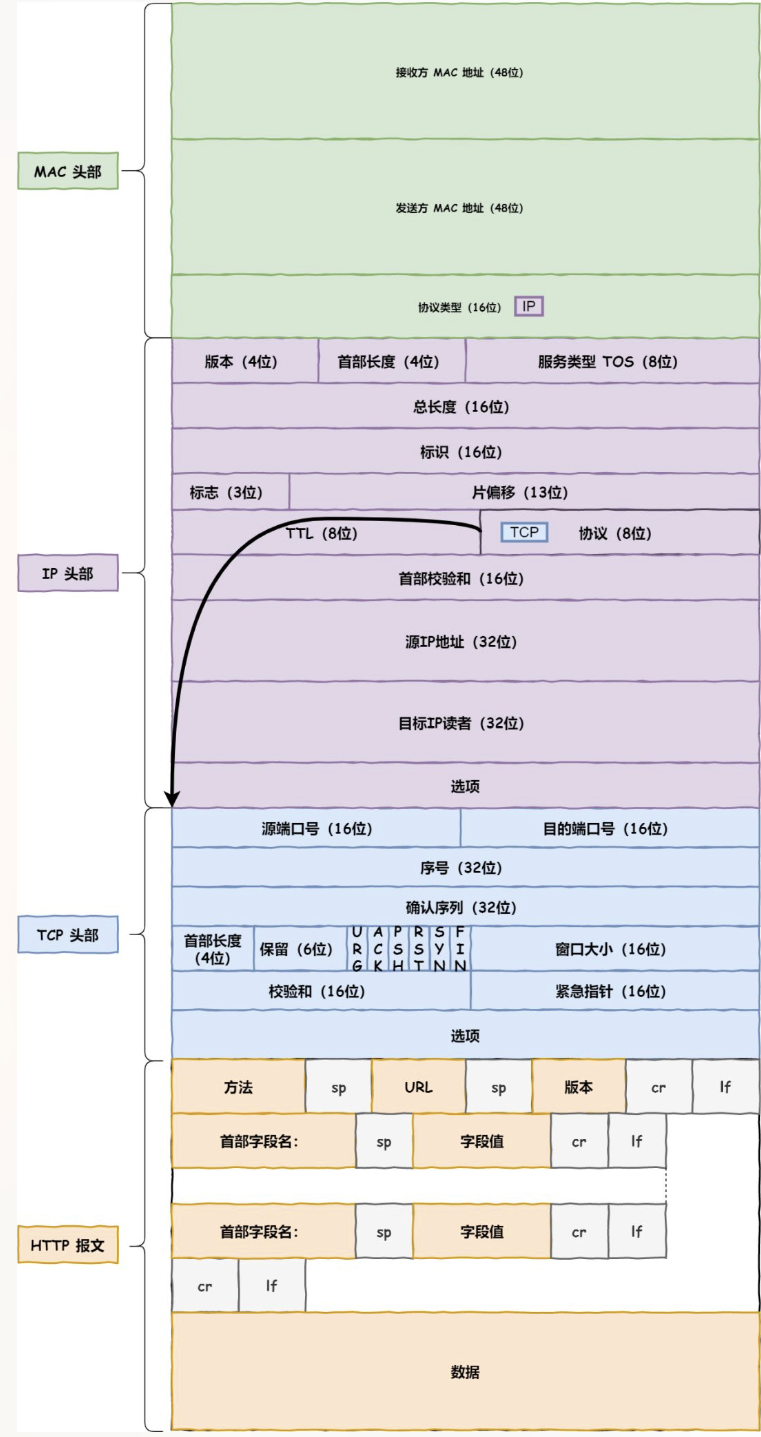 接收方 MAC 地址 (48位)
MAC 头部
发送方 MAC 地址 (48位)
协议类型 (16位) IP
版本 (4位) 首部长度 (4位) 服务类型 TOS (8位)
总长度 (16位)
标识 (16位)
标志 (3位) 片偏移 (13位)
TTL (8位) TCP 协议 (8位)
IP 头部
首部校验和 (16位)
源IP地址 (32位)
目标IP读者 (32位)
选项
源端口号 (16位) 目的端口号 (16位)
序号 (32位)
确认序列 (32位)
TCP 头部
首部长度 (4位) 保留 (6位) URG ACK PSH RST SYN FIN 窗口大小 (16位)
校验和 (16位) 紧急指针 (16位)
选项
方法 sp URL sp 版本 cr lf
首部字段名: sp 字段值 cr lf
HTTP 报文
首部字段名: sp 字段值 cr lf
cr lf
数据